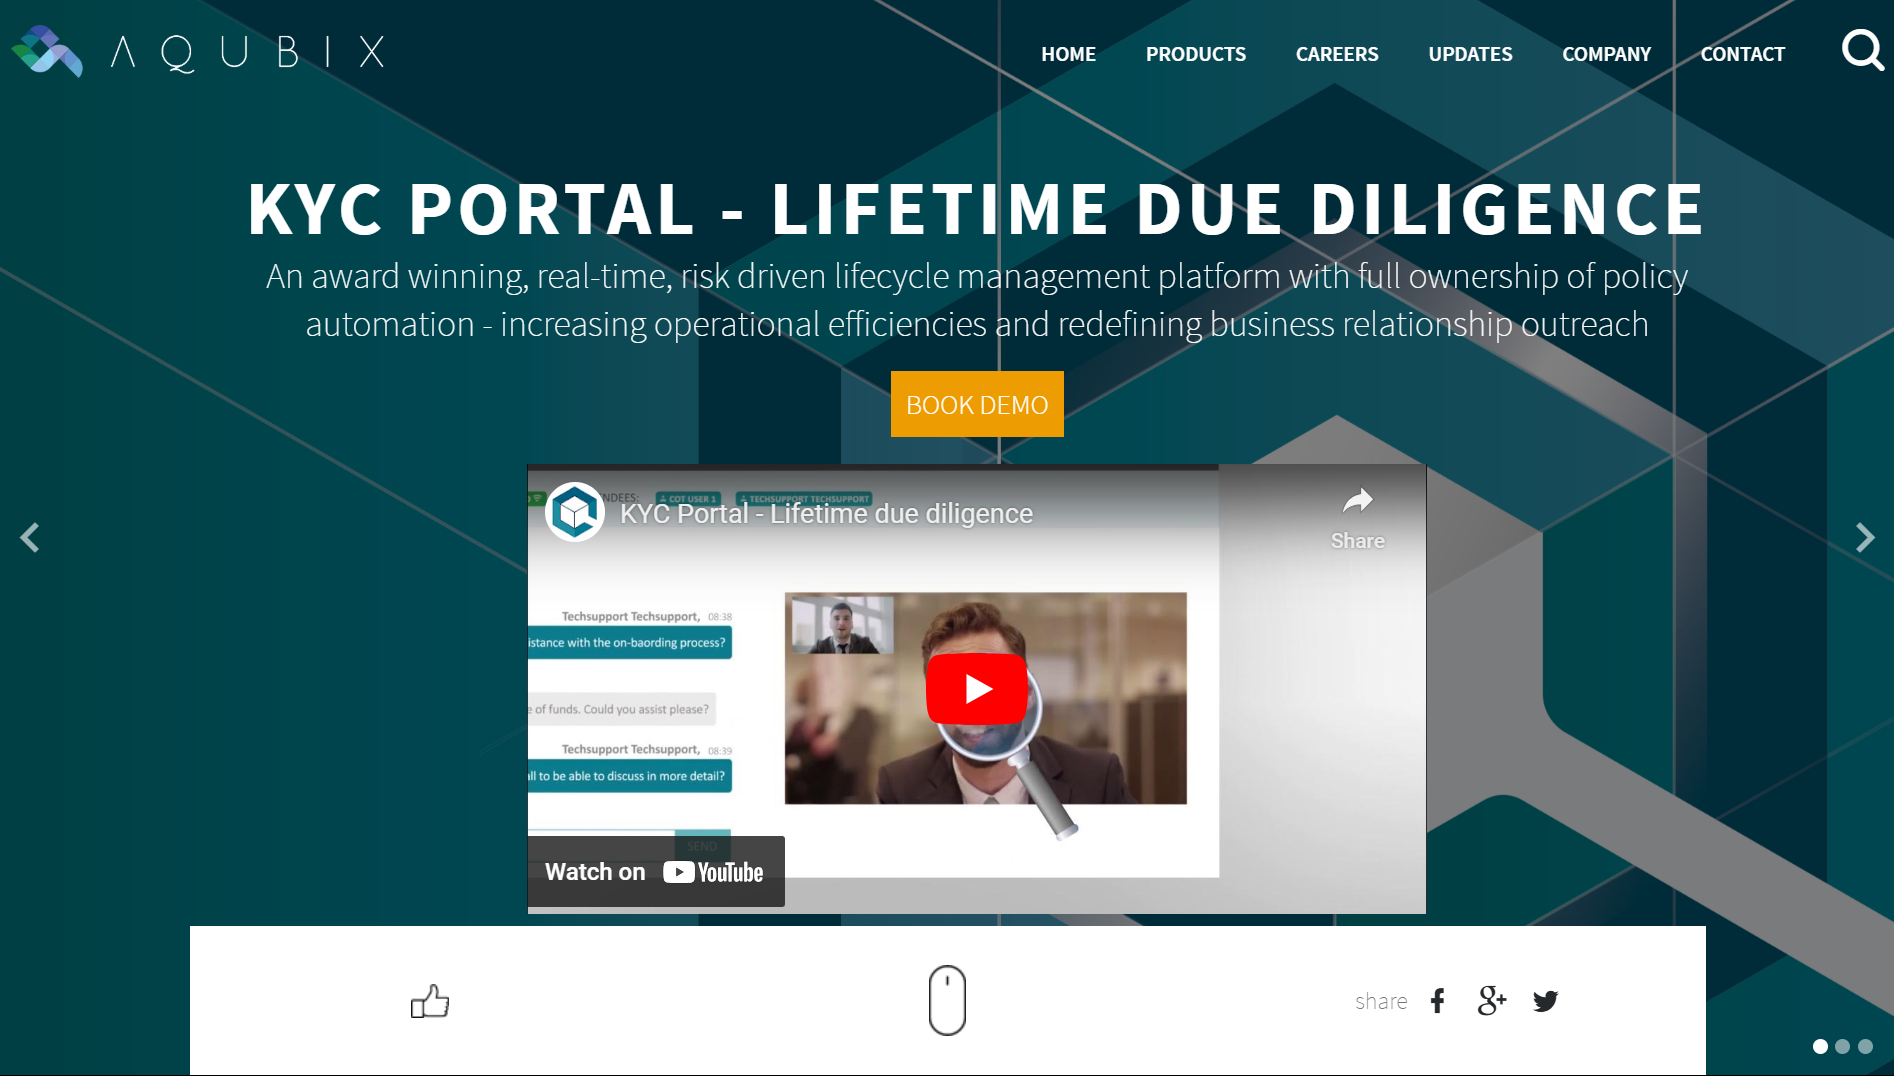 AQUBIX
HOME
PRODUCTS
CAREERS
UPDATES
COMPANY
CONTACT
KYC PORTAL - LIFETIME DUE DILIGENCE
An award winning, real-time, risk driven lifecycle management platform with full ownership of policy
automation - increasing operational efficiencies and redefining business relationship outreach
BOOK DEMO
NDEES: COT USER 1 TECHSUPPORT TECHSUPPORT
KYC Portal - Lifetime due diligence
Share
Techsupport Techsupport, 08:38
istance with the on-baording process?
e of funds. Could you assist please?
Techsupport Techsupport, 08:39
all to be able to discuss in more detail?
SEND
Watch on YouTube
share